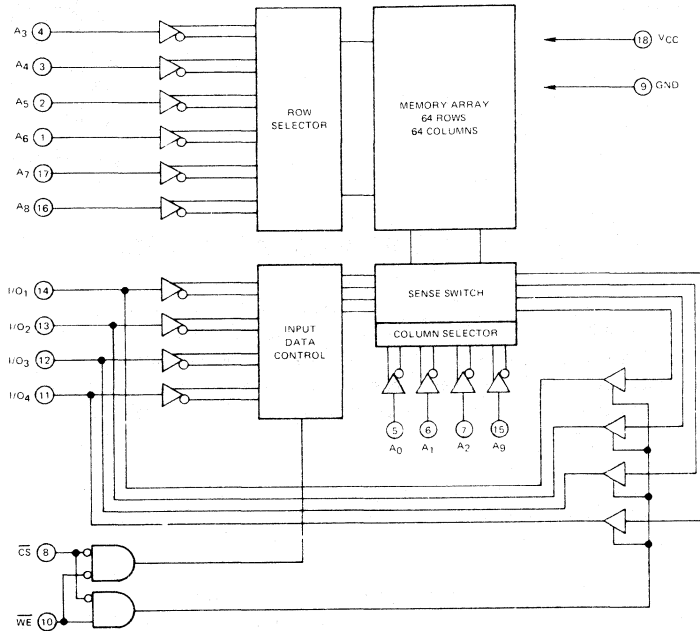 A3 4
A4 3
A5 2
A6 1
A7 17
A8 16
ROW
SELECTOR
MEMORY ARRAY
64 ROWS
64 COLUMNS
18 VCC
9 GND
I/O1 14
I/O2 13
I/O3 12
I/O4 11
INPUT
DATA
CONTROL
SENSE SWITCH
COLUMN SELECTOR
5 6 7 15
A0 A1 A2 A9
CS 8
WE 10